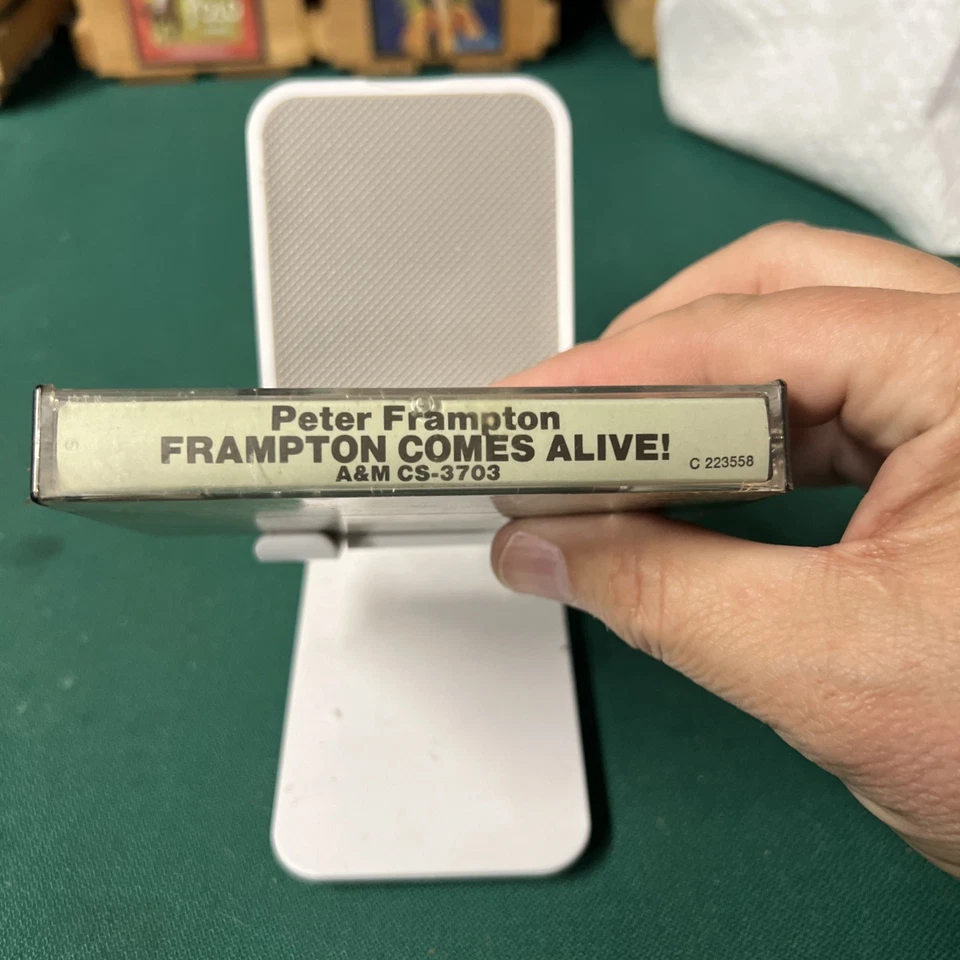 Peter Frampton
FRAMPTON COMES ALIVE!
A&M CS-3703
C 223558